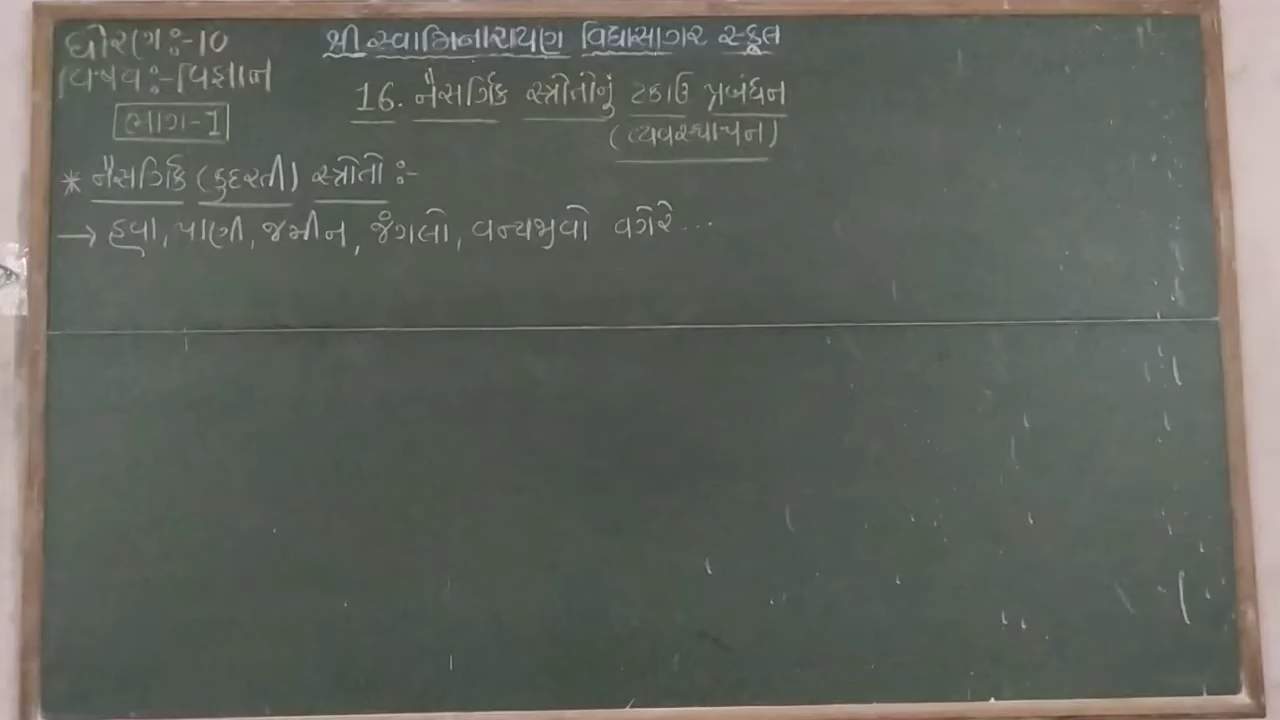 શ્રી સ્વામિનારાયણ વિદ્યાસાગર સ્કૂલ
ધોરણ:-10
વિષય:-વિજ્ઞાન
ભાગ-1
16. નૈસર્ગિક સ્ત્રોતોનું ટકાઉ પ્રબંધન
(વ્યવસ્થાપન)
* નૈસર્ગિક (કુદરતી) સ્ત્રોતો :-
→ હવા, પાણી, જમીન, જંગલો, વન્યજીવો વગેરે...